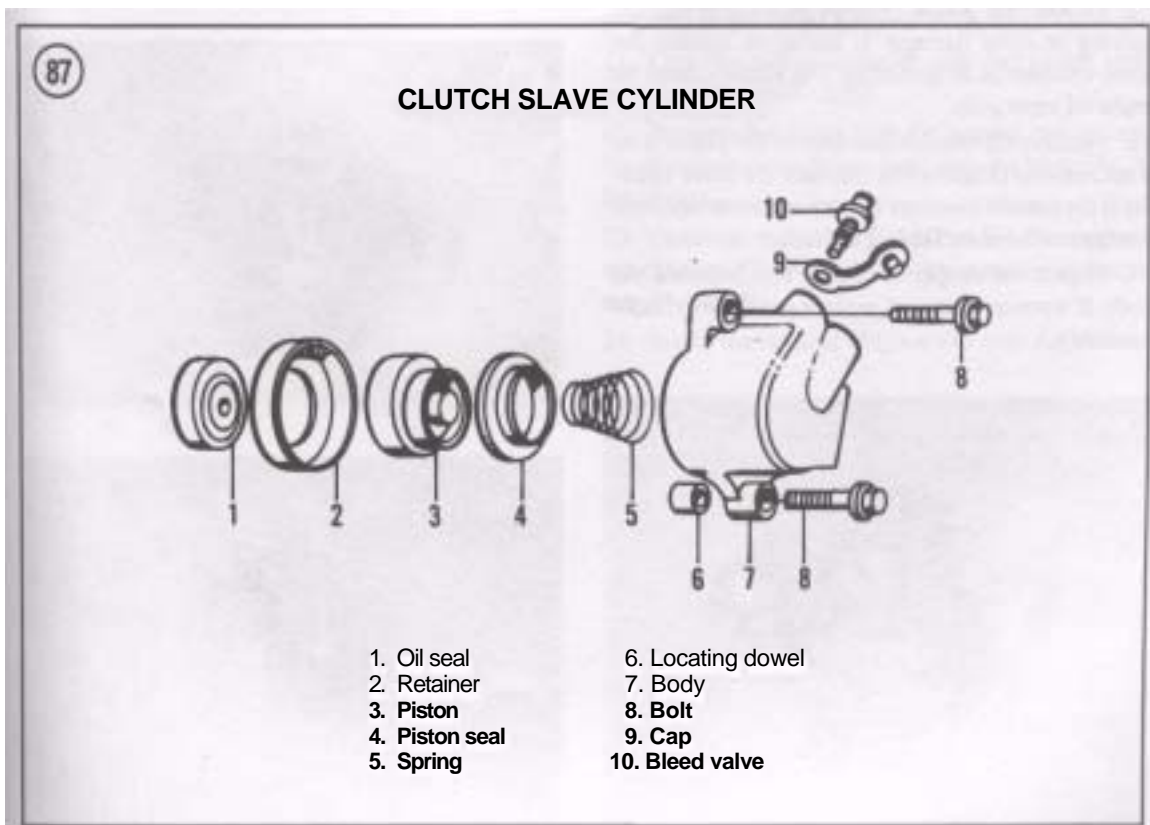 87
CLUTCH SLAVE CYLINDER
10
9
8
1
2
3
4
5
6
7
8
1. Oil seal
2. Retainer
3. Piston
4. Piston seal
5. Spring
6. Locating dowel
7. Body
8. Bolt
9. Cap
10. Bleed valve